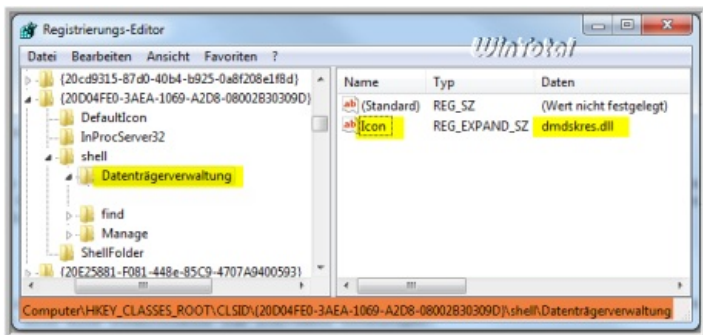 Registrierungs-Editor
WinTotal
Datei Bearbeiten Ansicht Favoriten ?
{20cd9315-87d0-40b4-b925-0a8f208e1f8d}
{20D04FE0-3AEA-1069-A2D8-08002B30309D}
DefaultIcon
InProcServer32
shell
Datenträgerverwaltung
find
Manage
ShellFolder
{20E25881-F081-448e-85C9-4707A9400593}
Name Typ Daten
(Standard) REG_SZ (Wert nicht festgelegt)
Icon REG_EXPAND_SZ dmdskres.dll
Computer\HKEY_CLASSES_ROOT\CLSID\{20D04FE0-3AEA-1069-A2D8-08002B30309D}\shell\Datenträgerverwaltung